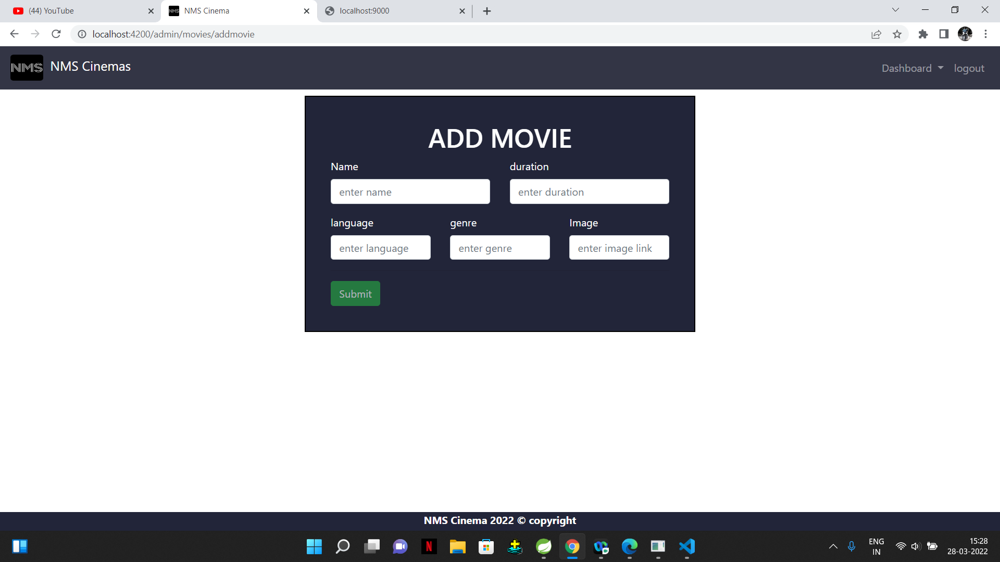 (44) YouTube
NMS Cinema
localhost:9000
localhost:4200/admin/movies/addmovie
NMS NMS Cinemas
Dashboard logout
ADD MOVIE
Name duration
enter name enter duration
language genre Image
enter language enter genre enter image link
Submit
NMS Cinema 2022 © copyright
ENG
IN
15:28
28-03-2022